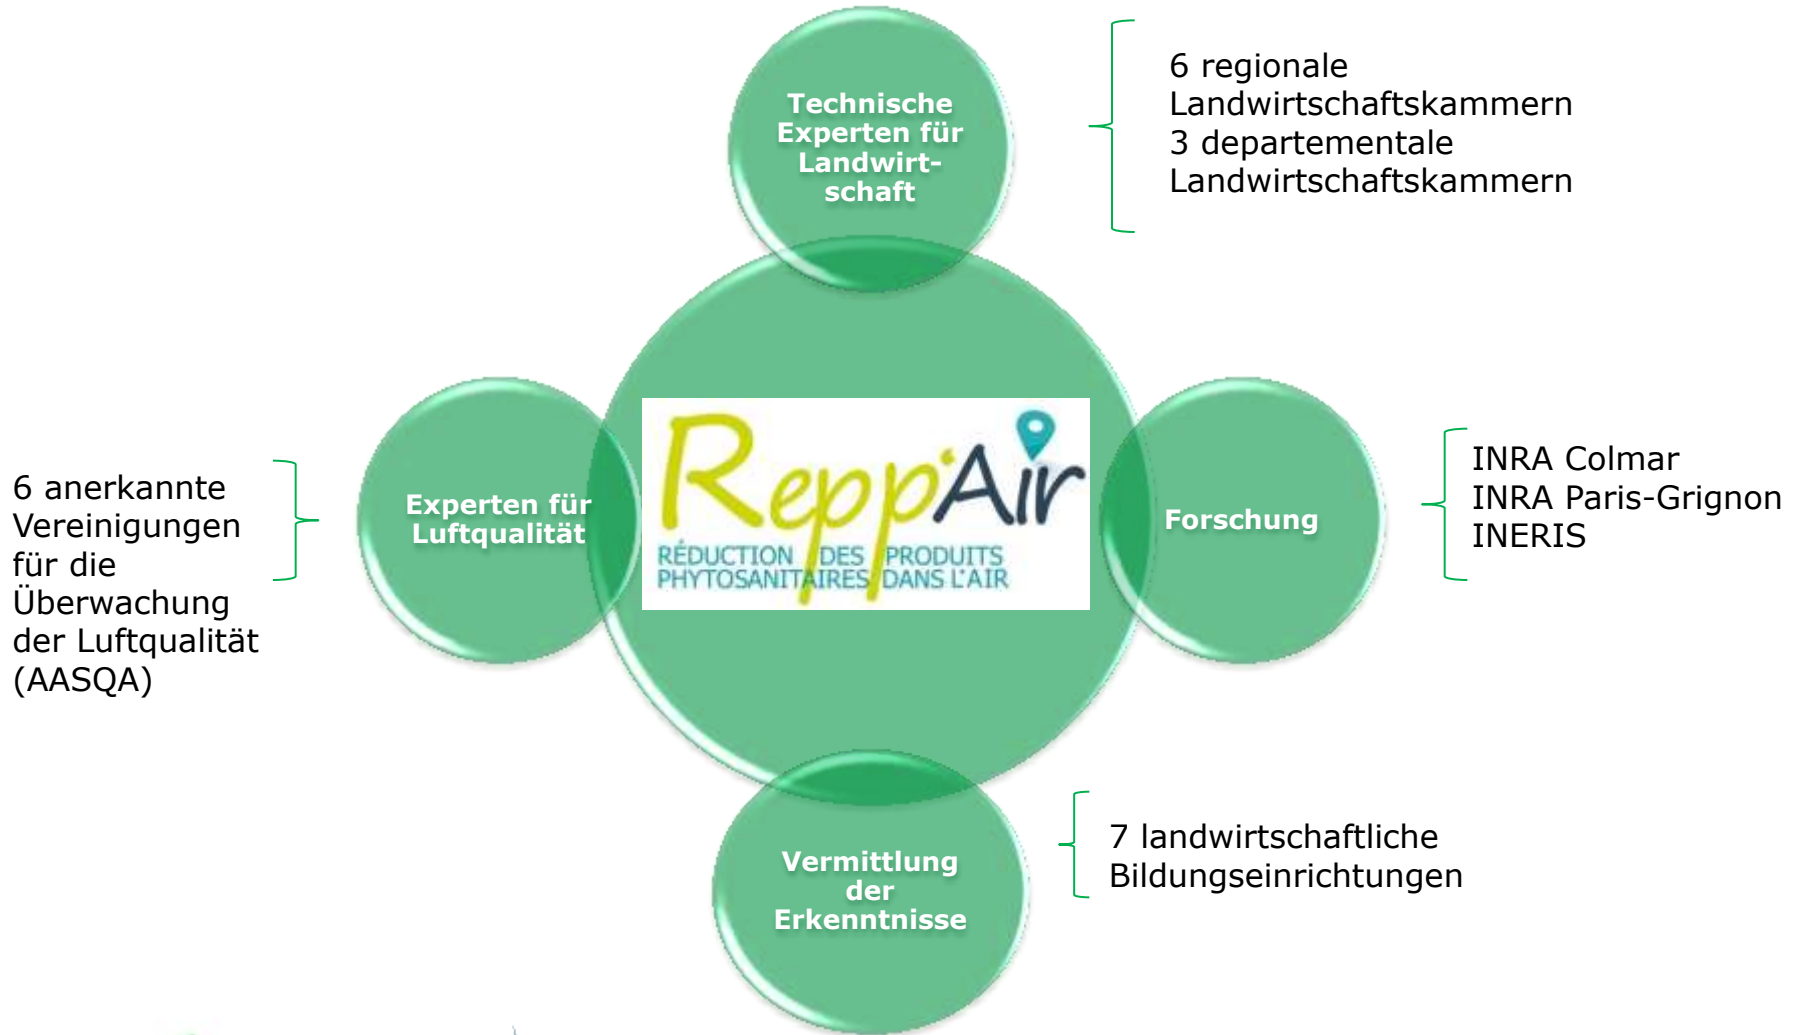 Technische
Experten für
Landwirt-
schaft
6 regionale
Landwirtschaftskammern
3 departementale
Landwirtschaftskammern
6 anerkannte
Vereinigungen
für die
Überwachung
der Luftqualität
(AASQA)
Experten für
Luftqualität
Repp'Air
RÉDUCTION DES PRODUITS
PHYTOSANITAIRES DANS L'AIR
Forschung
INRA Colmar
INRA Paris-Grignon
INERIS
Vermittlung
der
Erkenntnisse
7 landwirtschaftliche
Bildungseinrichtungen